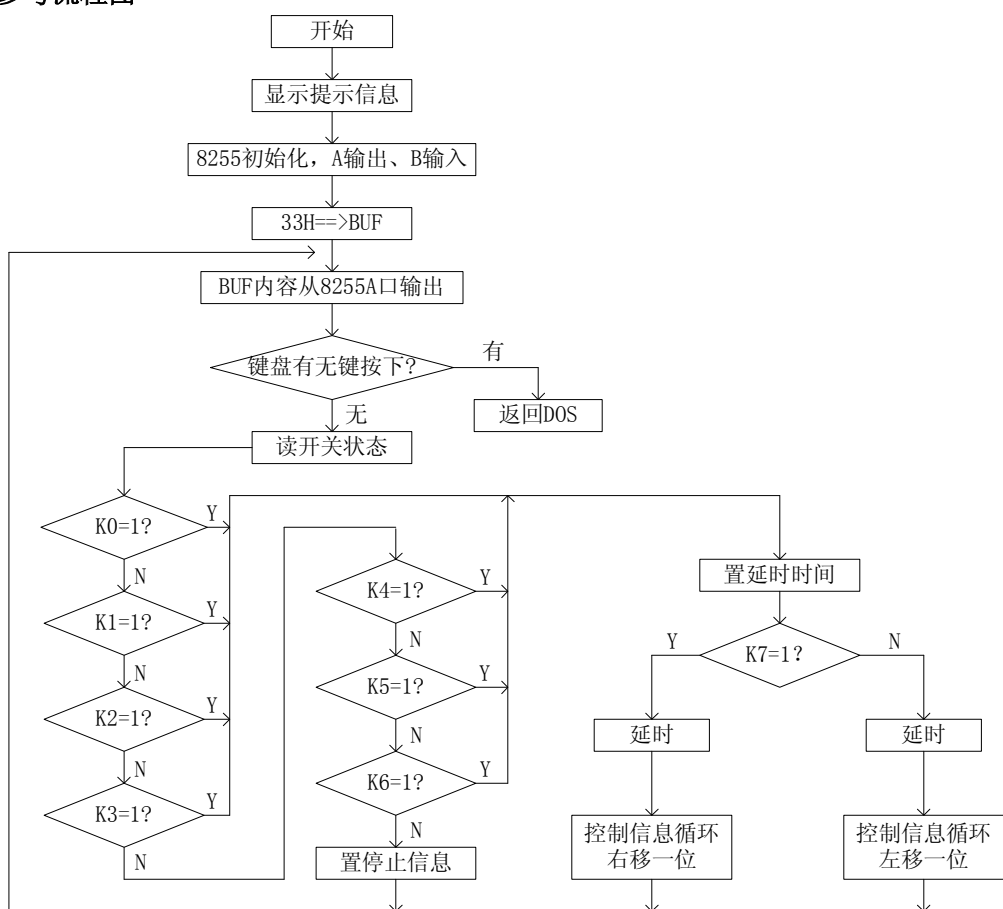 参考流程图
开始
显示提示信息
8255初始化，A输出、B输入
33H==>BUF
BUF内容从8255A口输出
键盘有无键按下?
有
返回DOS
无
读开关状态
K0=1?
Y
N
K1=1?
Y
N
K2=1?
Y
N
K3=1?
Y
N
K4=1?
Y
N
K5=1?
Y
N
K6=1?
Y
N
置停止信息
置延时时间
K7=1?
Y
N
延时
延时
控制信息循环
右移一位
控制信息循环
左移一位